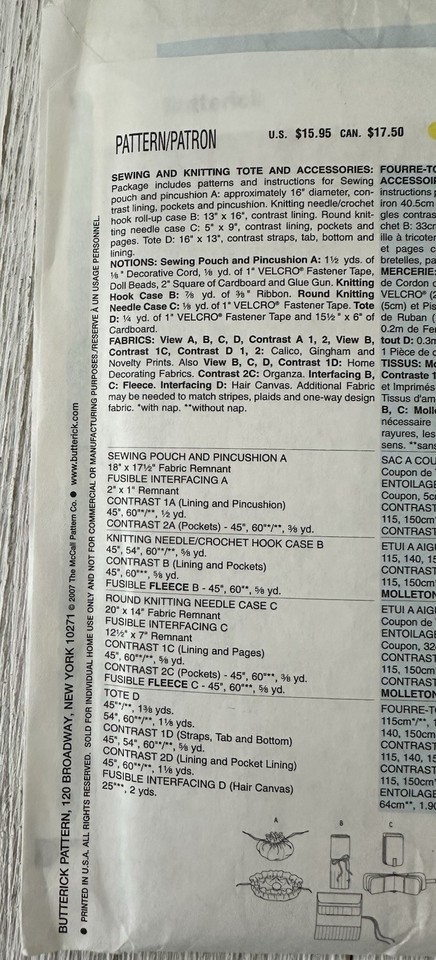 PATTERN/PATRON
U.S. $15.95 CAN. $17.50
SEWING AND KNITTING TOTE AND ACCESSORIES:
Package includes patterns and instructions for Sewing
pouch and pincushion A: approximately 16" diameter, con-
trast lining, pockets and pincushion. Knitting needle/crochet
hook roll-up case B: 13" x 16", contrast lining. Round knit-
ting needle case C: 5" x 9", contrast lining, pockets and
pages. Tote D: 16" x 13", contrast straps, tab, bottom and
lining.
NOTIONS: Sewing Pouch and Pincushion A: 1½ yds. of
⅛" Decorative Cord, ⅛ yd. of 1" VELCRO® Fastener Tape,
Doll Beads, 2" Square of Cardboard and Glue Gun. Knitting
Hook Case B: ⅞ yd. of ⅜" Ribbon. Round Knitting
Needle Case C: ⅛ yd. of 1" VELCRO® Fastener Tape. Tote
D: ¼ yd. of 1" VELCRO® Fastener Tape and 15½" x 6" of
Cardboard.
FABRICS: View A, B, C, D, Contrast A 1, 2, View B,
Contrast 1C, Contrast D 1, 2: Calico, Gingham and
Novelty Prints. Also View B, C, D, Contrast 1D: Home
Decorating Fabrics. Contrast 2C: Organza. Interfacing B,
C: Fleece. Interfacing D: Hair Canvas. Additional Fabric
may be needed to match stripes, plaids and one-way design
fabric. *with nap. **without nap.
SEWING POUCH AND PINCUSHION A
18" x 17½" Fabric Remnant
FUSIBLE INTERFACING A
2" x 1" Remnant
CONTRAST 1A (Lining and Pincushion)
45", 60"*/**, ½ yd.
CONTRAST 2A (Pockets) - 45", 60"*/**, ⅜ yd.
KNITTING NEEDLE/CROCHET HOOK CASE B
45", 54", 60"*/**, ⅝ yd.
CONTRAST B (Lining and Pockets)
45", 60"**, ⅝ yd.
FUSIBLE FLEECE B - 45", 60"**, ⅝ yd.
ROUND KNITTING NEEDLE CASE C
20" x 14" Fabric Remnant
FUSIBLE INTERFACING C
12½" x 7" Remnant
CONTRAST 1C (Lining and Pages)
45", 60"*/**, ⅝ yd.
CONTRAST 2C (Pockets) - 45", 60"**, ⅜ yd.
FUSIBLE FLEECE C - 45", 60"**, ⅝ yd.
TOTE D
45"*/**, 1⅜ yds.
54", 60"*/**, 1⅛ yds.
CONTRAST 1D (Straps, Tab and Bottom)
45", 54", 60"*/**, ⅝ yd.
CONTRAST 2D (Lining and Pocket Lining)
45", 60"*/**, 1⅛ yds.
FUSIBLE INTERFACING D (Hair Canvas)
25"**, 2 yds.
FOURRE-TO
ACCESSOI
instructions p
iron 40.5cm
gles contras
chet B: 33cm
ille à tricoter
et pages c
bretelles, pa
MERCERIE:
de Cordon d
VELCRO® (2
(5cm) et Pis
de Ruban (
0.2m de Fer
tout D: 0.3m
1 Pièce de c
TISSUS: Mo
Contraste 1
et Imprimés
Tissus d'am
B, C: Molle
nécessaire
rayures, les
sens. **sans
SAC A COU
Coupon de
ENTOILAGE
Coupon, 5cm
CONTRAST
115, 150cm*
CONTRAST
ETUI A AIG
115, 140, 15
CONTRAST
115, 150cm*
MOLLETON
ETUI A AIG
Coupon de
ENTOILAGE
Coupon, 32
CONTRAST
115, 150cm
CONTRAST
MOLLETON
FOURRE-T
115cm*/**, 1
140, 150cm
CONTRAST
115, 140, 15
CONTRAST
115, 150cm*
ENTOILAGE
64cm**, 1.90
A
B
C
BUTTERICK PATTERN, 120 BROADWAY, NEW YORK 10271 © 2007 The McCall Pattern Co. ● www.butterick.com
● PRINTED IN U.S.A. ALL RIGHTS RESERVED. SOLD FOR INDIVIDUAL HOME USE ONLY AND NOT FOR COMMERCIAL OR MANUFACTURING PURPOSES./RESERVÉ À UN USAGE PERSONNEL.